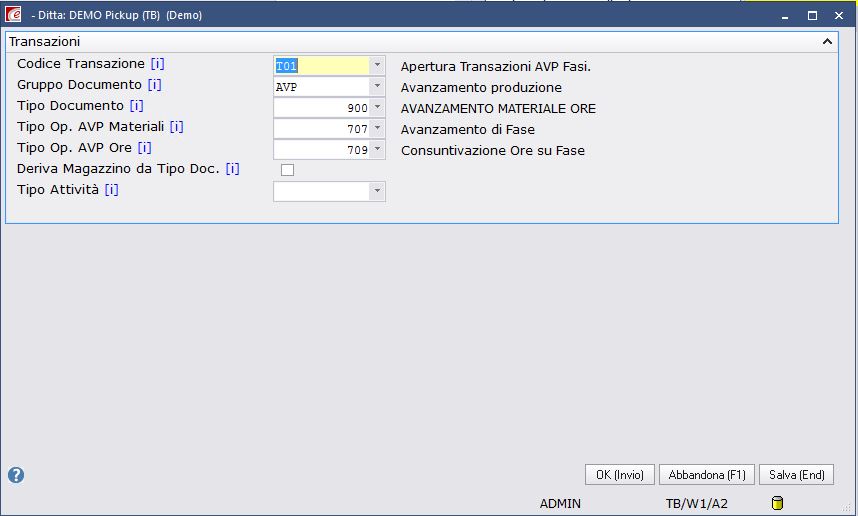 - Ditta: DEMO Pickup (TB)  (Demo)
Transazioni
Codice Transazione [i] T01 Apertura Transazioni AVP Fasi.
Gruppo Documento [i] AVP Avanzamento produzione
Tipo Documento [i] 900 AVANZAMENTO MATERIALE ORE
Tipo Op. AVP Materiali [i] 707 Avanzamento di Fase
Tipo Op. AVP Ore [i] 709 Consuntivazione Ore su Fase
Deriva Magazzino da Tipo Doc. [i]
Tipo Attività [i]
OK (Invio) Abbandona (F1) Salva (End)
ADMIN TB/W1/A2